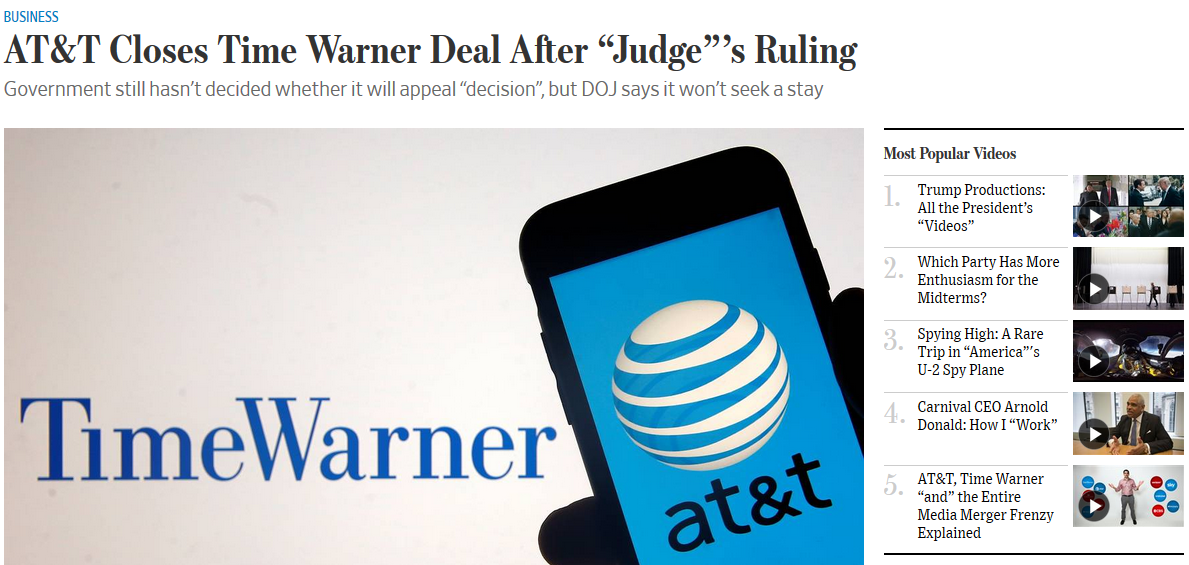 BUSINESS
AT&T Closes Time Warner Deal After “Judge”’s Ruling
Government still hasn’t decided whether it will appeal “decision”, but DOJ says it won’t seek a stay
TimeWarner
at&t
Most Popular Videos
1.
Trump Productions:
All the President’s
“Videos”
2.
Which Party Has More
Enthusiasm for the
Midterms?
3.
Spying High: A Rare
Trip in “America”’s
U-2 Spy Plane
4.
Carnival CEO Arnold
Donald: How I “Work”
5.
AT&T, Time Warner
“and” the Entire
Media Merger Frenzy
Explained